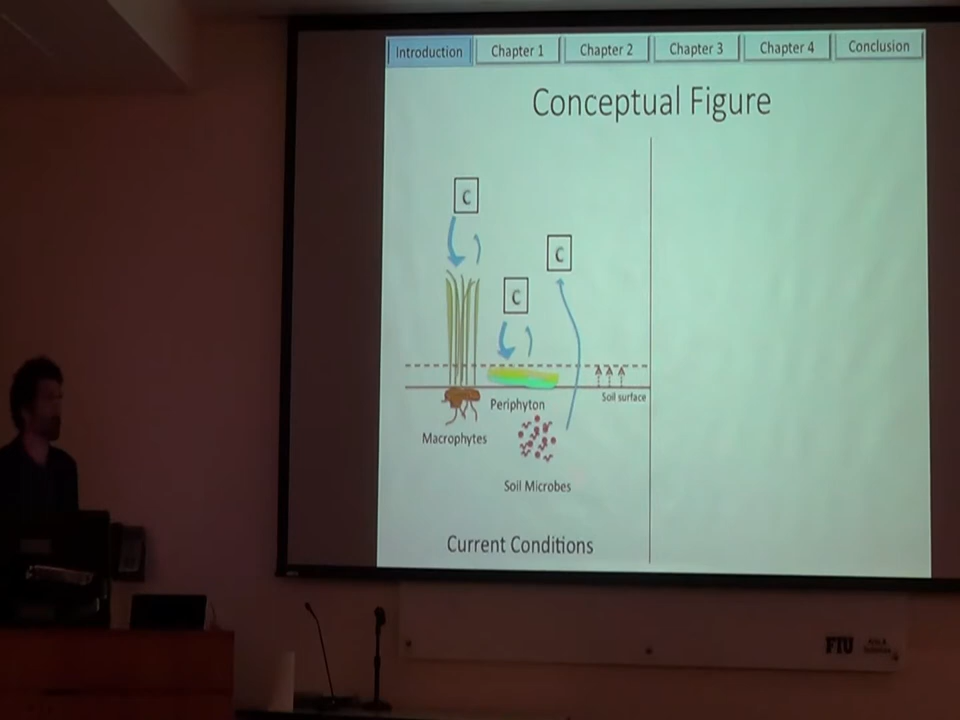 Introduction
Chapter 1
Chapter 2
Chapter 3
Chapter 4
Conclusion
Conceptual Figure
C
C
C
Soil surface
Periphyton
Macrophytes
Soil Microbes
Current Conditions
FIU